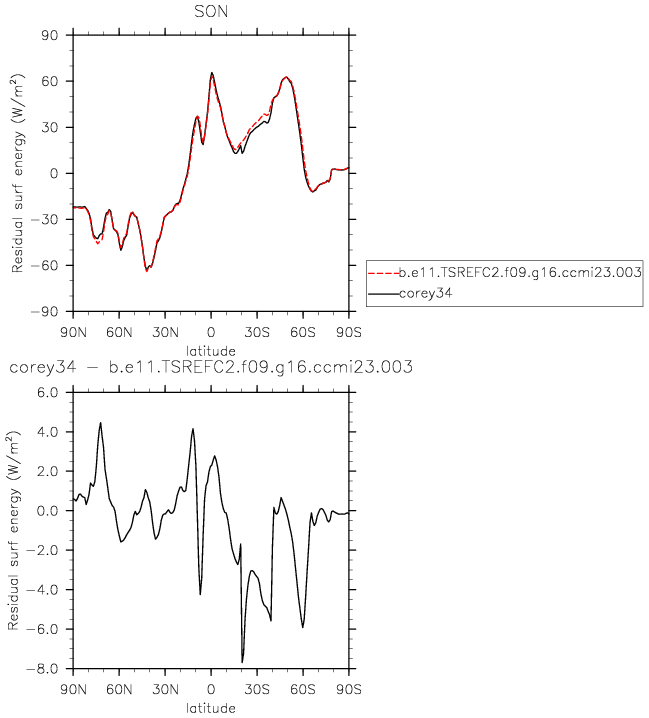 SON
Residual surf energy (W/m²)
90
60
30
0
−30
−60
−90
90N 60N 30N 0 30S 60S 90S
latitude
b.e11.TSREFC2.f09.g16.ccmi23.003
corey34
corey34 − b.e11.TSREFC2.f09.g16.ccmi23.003
Residual surf energy (W/m²)
6.0
4.0
2.0
0.0
−2.0
−4.0
−6.0
−8.0
90N 60N 30N 0 30S 60S 90S
latitude